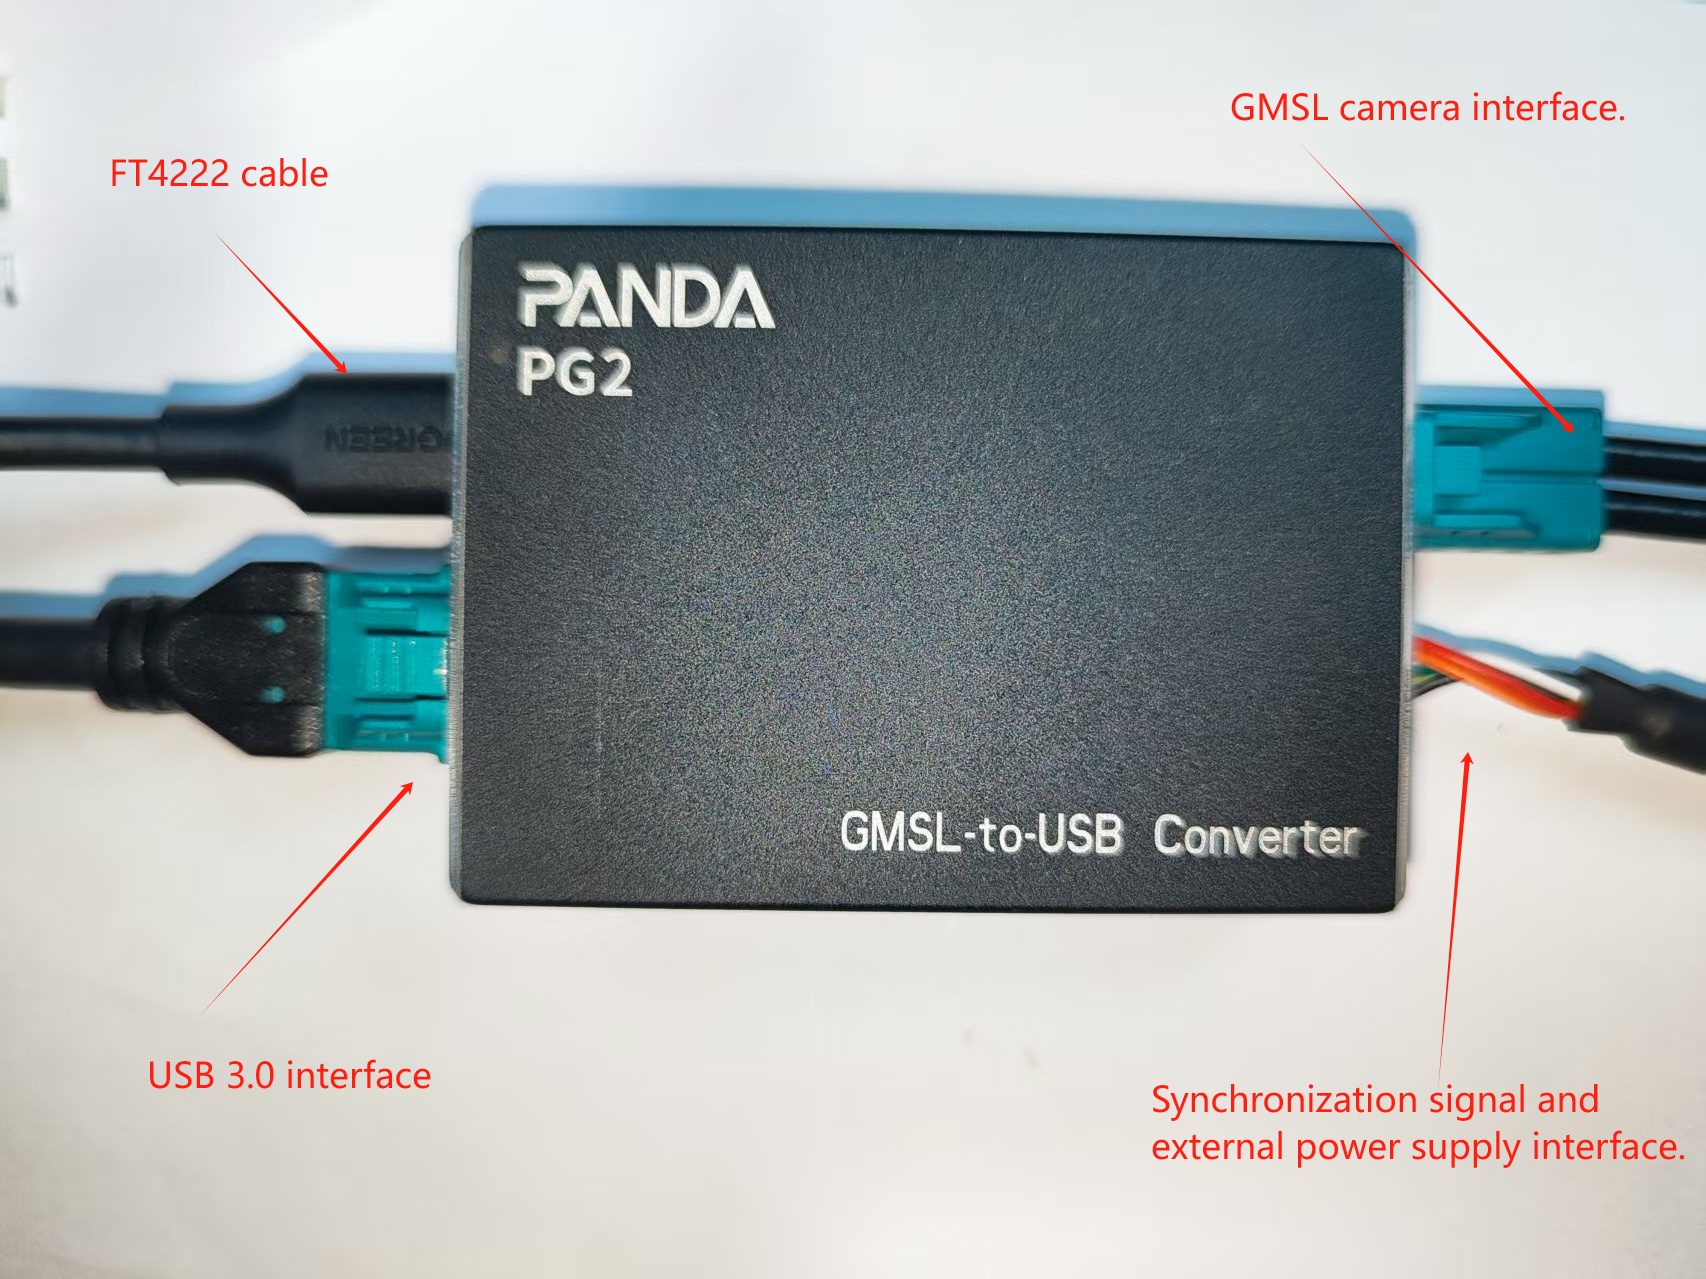 GMSL camera interface.
FT4222 cable
PANDA
PG2
GREEN
GMSL-to-USB Converter
USB 3.0 interface
Synchronization signal and
external power supply interface.